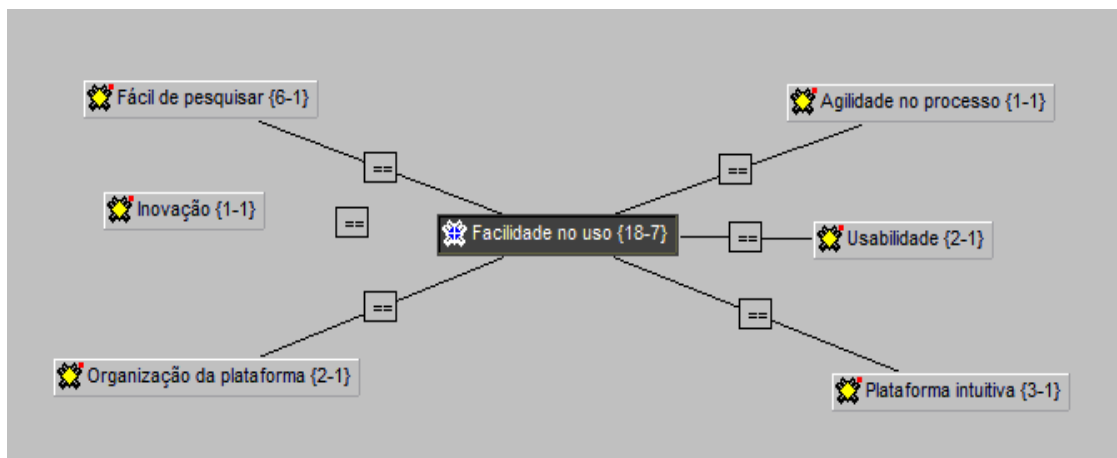 Fácil de pesquisar {6-1}
Agilidade no processo {1-1}
==
==
Inovação {1-1}
==
Facilidade no uso {18-7}
==
Usabilidade {2-1}
==
==
Organização da plataforma {2-1}
Plataforma intuitiva {3-1}